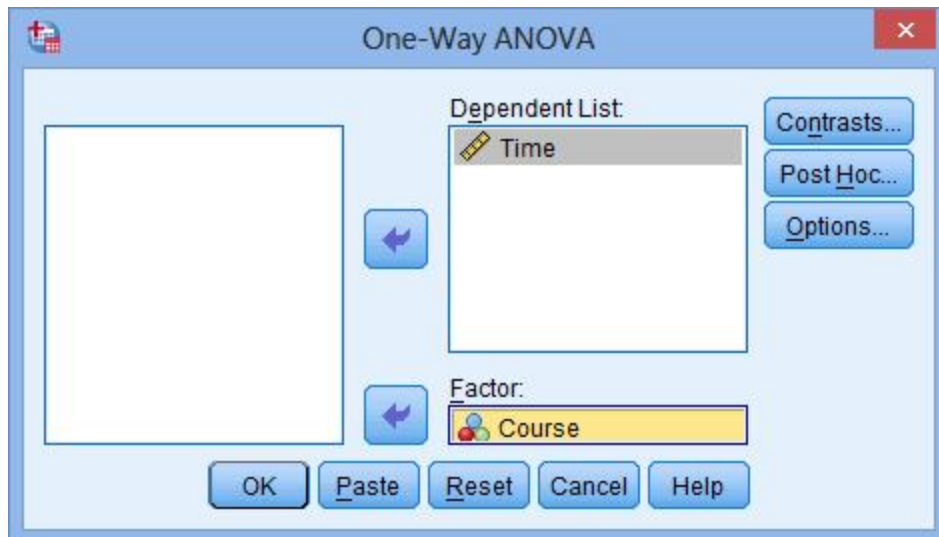 One-Way ANOVA
Dependent List:
Time
Contrasts...
Post Hoc...
Options...
Factor:
Course
OK Paste Reset Cancel Help